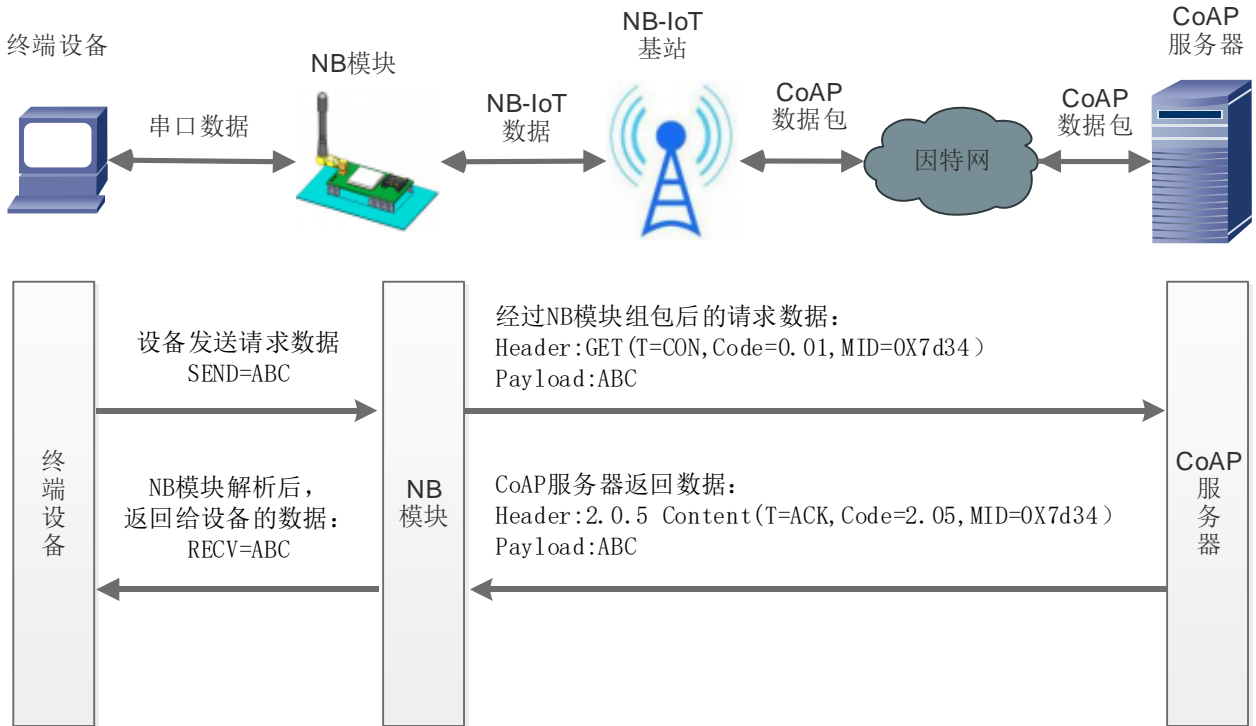 终端设备
NB模块
NB-IoT
基站
CoAP
服务器
串口数据
NB-IoT
数据
CoAP
数据包
因特网
CoAP
数据包
设备发送请求数据
SEND=ABC
经过NB模块组包后的请求数据：
Header:GET(T=CON,Code=0.01,MID=0X7d34）
Payload:ABC
终端设备
NB模块解析后，
返回给设备的数据：
RECV=ABC
NB
模块
CoAP服务器返回数据：
Header:2.0.5 Content(T=ACK,Code=2.05,MID=0X7d34）
Payload:ABC
CoAP
服务器